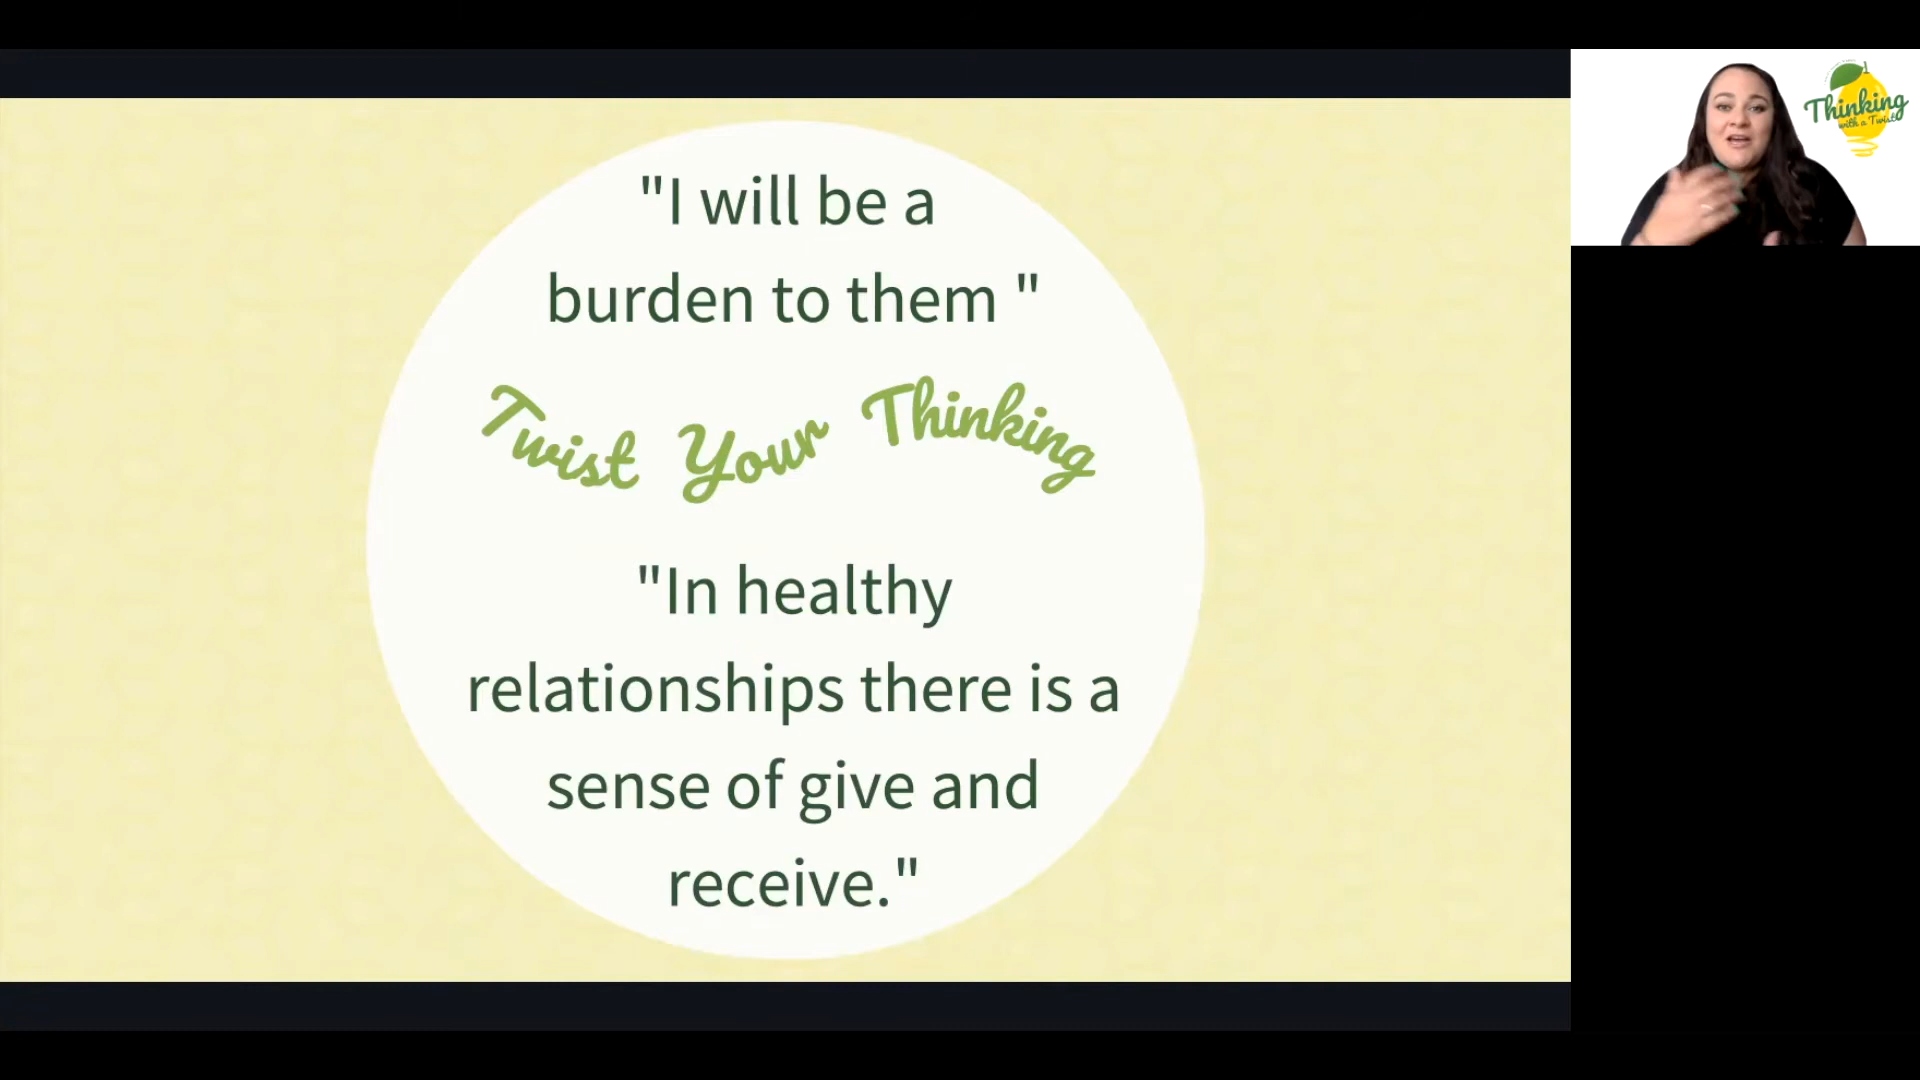 "I will be a
burden to them "
Twist Your Thinking
"In healthy
relationships there is a
sense of give and
receive."
Thinking
with a Twist